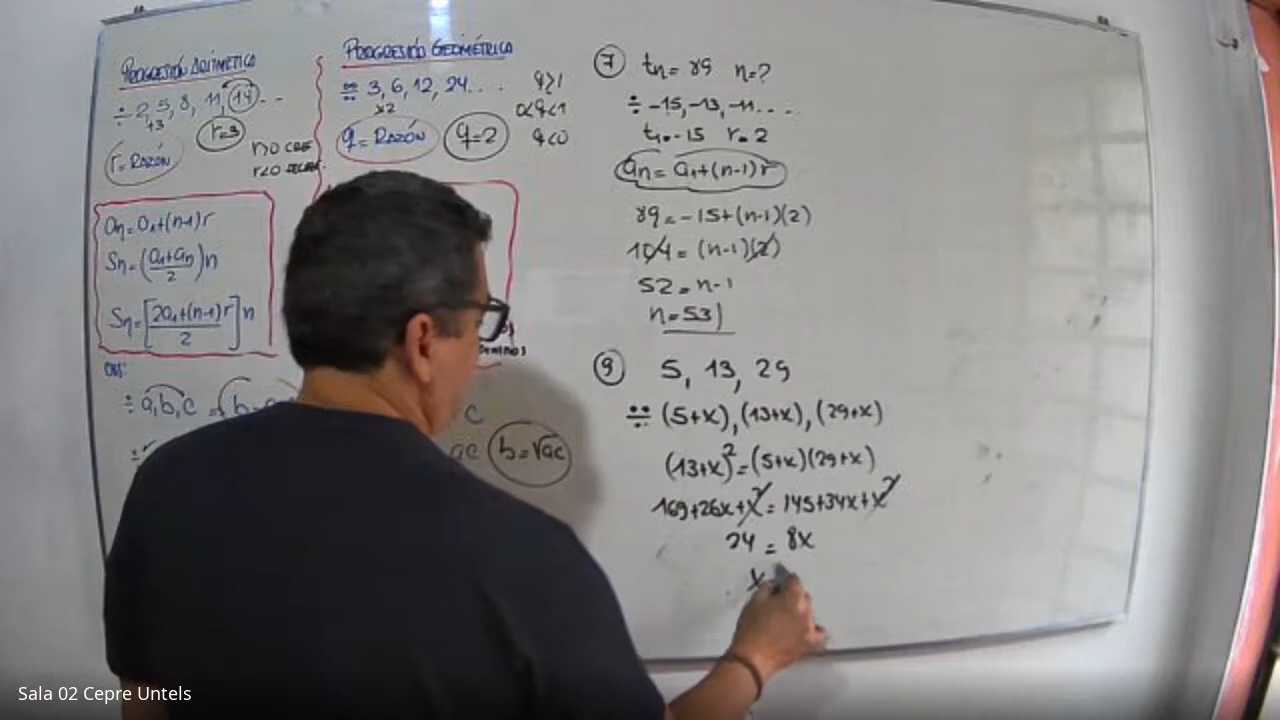 PROGRESIÓN ARITMÉTICA
÷ 2, 5, 8, 11, 14...
+3
r=3
r= RAZÓN
r>0 CRE
r<0 DECRE
an= a1+(n-1)r
Sn= (a1+an/2)n
Sn= [2a1+(n-1)r/2]n
OBS:
÷ a, b, c
PROGRESIÓN GEOMÉTRICA
÷÷ 3, 6, 12, 24....
x2
q>1
0<q<1
q<0
q= RAZÓN
q=2
c
ac
b=√ac
7 tn= 89 n=?
÷ -15, -13, -11....
t1=-15 r=2
an= a1+(n-1)r
89=-15+(n-1)(2)
104 = (n-1)(2)
52 = n-1
n=53
9 5, 13, 29
÷÷ (5+x), (13+x), (29+x)
(13+x)²=(5+x)(29+x)
169+26x+x²= 145+34x+x²
24 = 8x
x
Sala 02 Cepre Untels